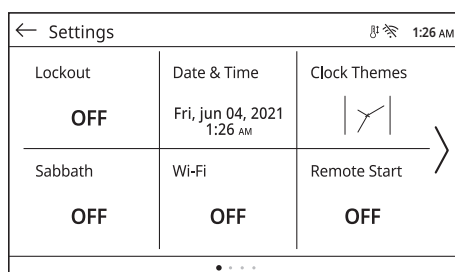 Settings
1:26 AM
Lockout
Date & Time
Clock Themes
OFF
Fri, jun 04, 2021
1:26 AM
Sabbath
Wi-Fi
Remote Start
OFF
OFF
OFF